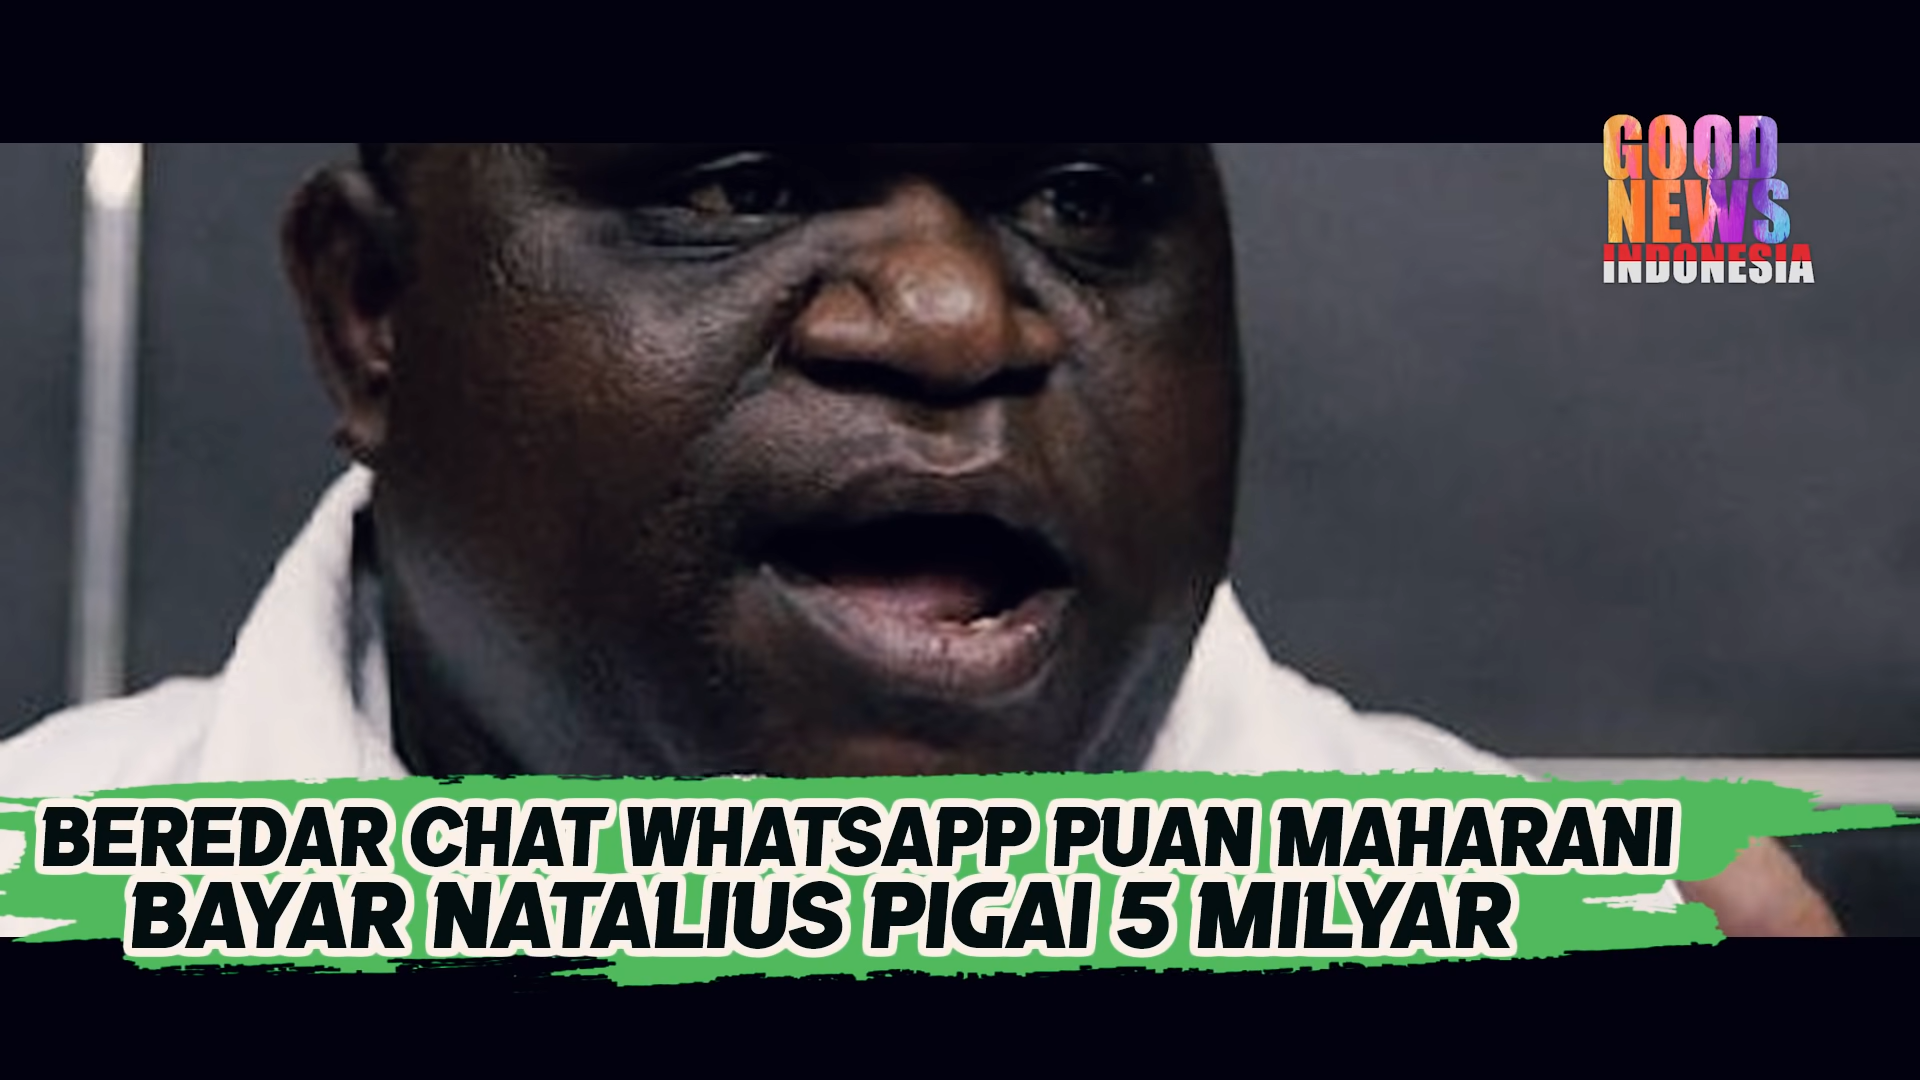 GOOD
NEWS
INDONESIA
BEREDAR CHAT WHATSAPP PUAN MAHARANI
BAYAR NATALIUS PIGAI 5 MILYAR